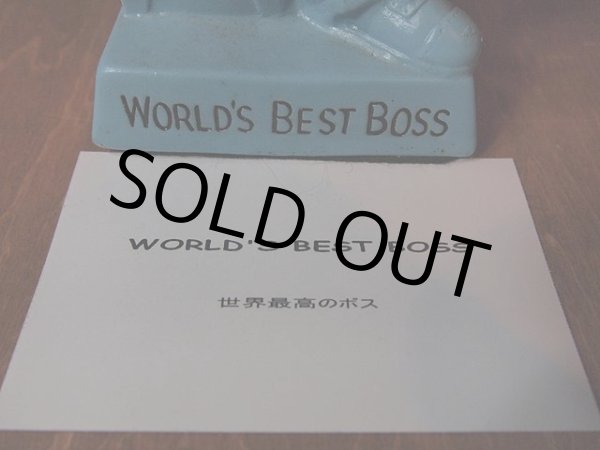 WORLD'S BEST BOSS
SOLD OUT
WORLD'S BEST BOSS
世界最高のボス